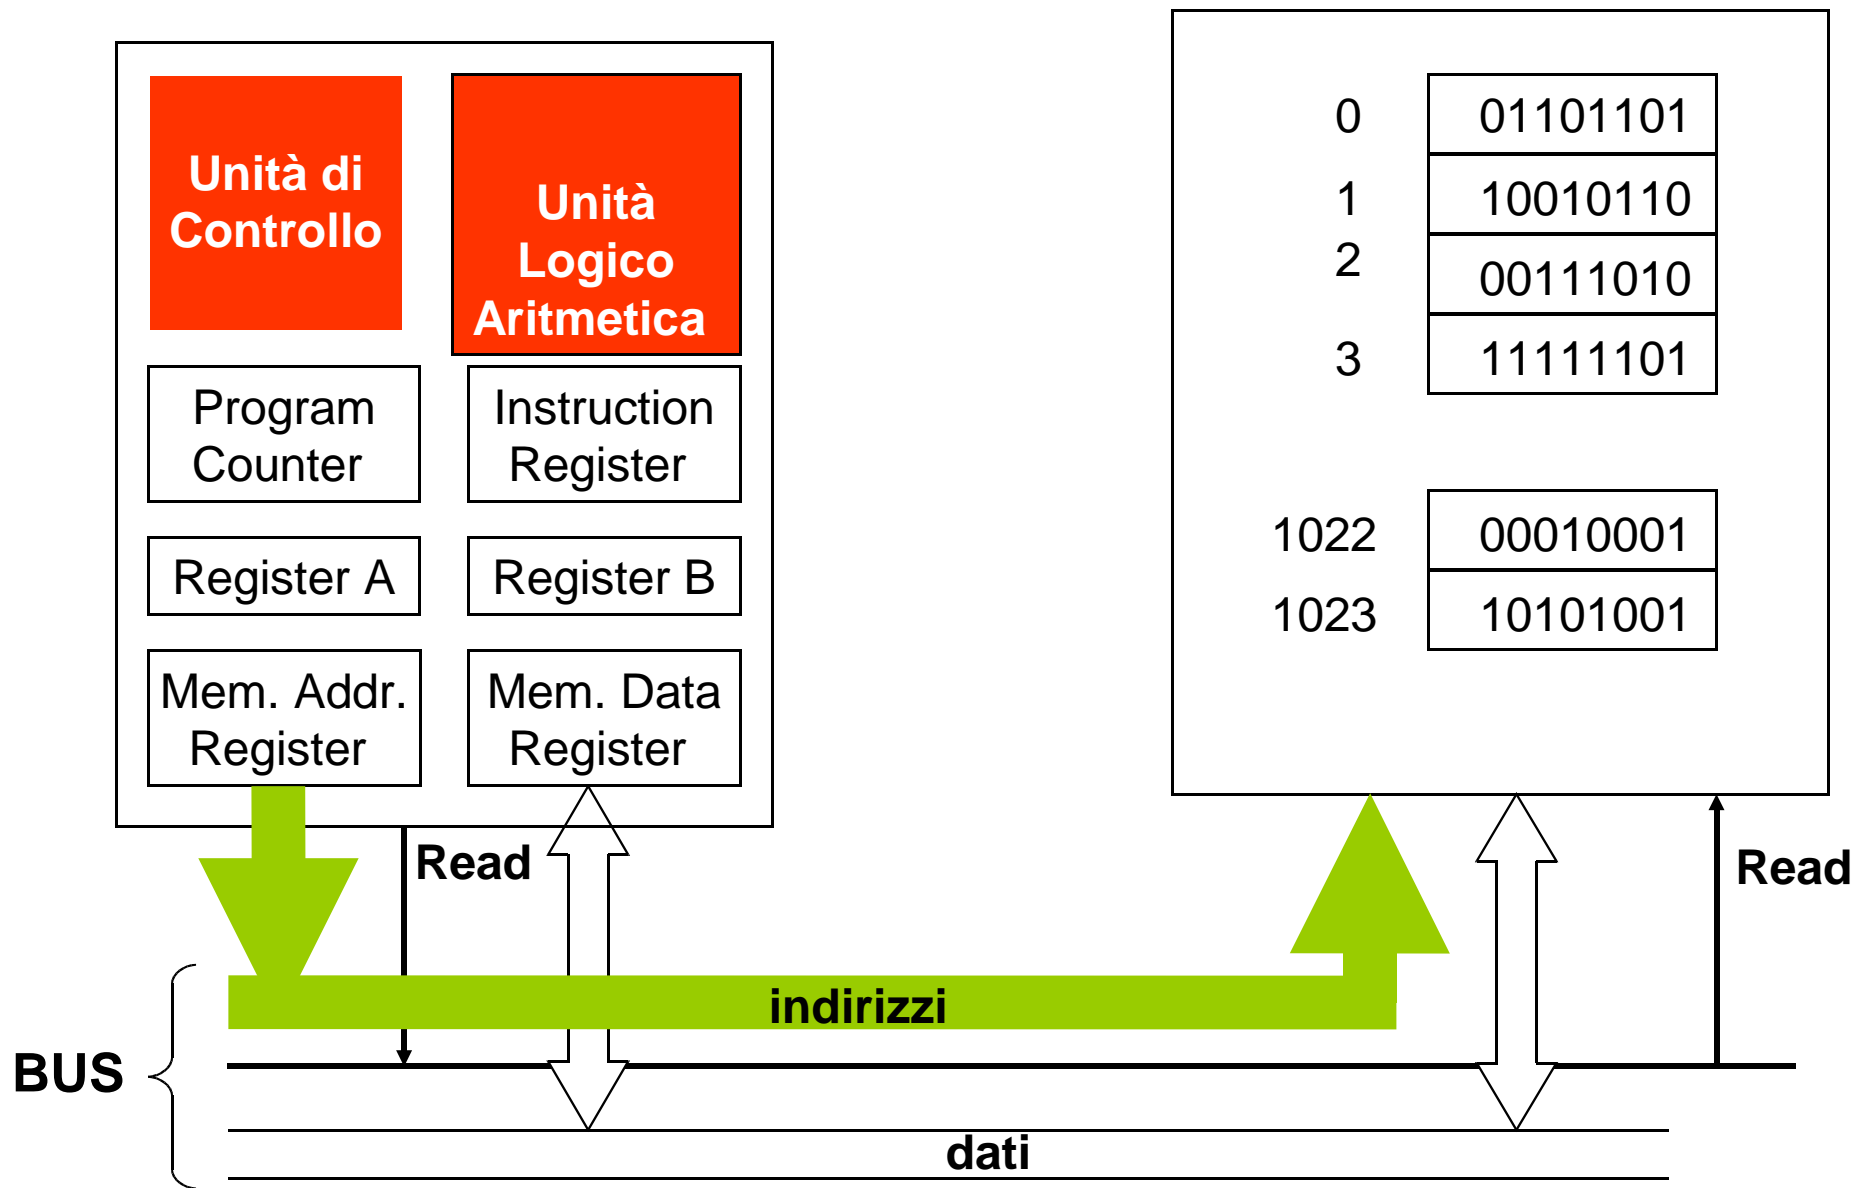 Unità di
Controllo
Unità
Logico
Aritmetica
Program
Counter
Instruction
Register
Register A
Register B
Mem. Addr.
Register
Mem. Data
Register
0 01101101
1 10010110
2 00111010
3 11111101
1022 00010001
1023 10101001
Read
Read
indirizzi
BUS
dati